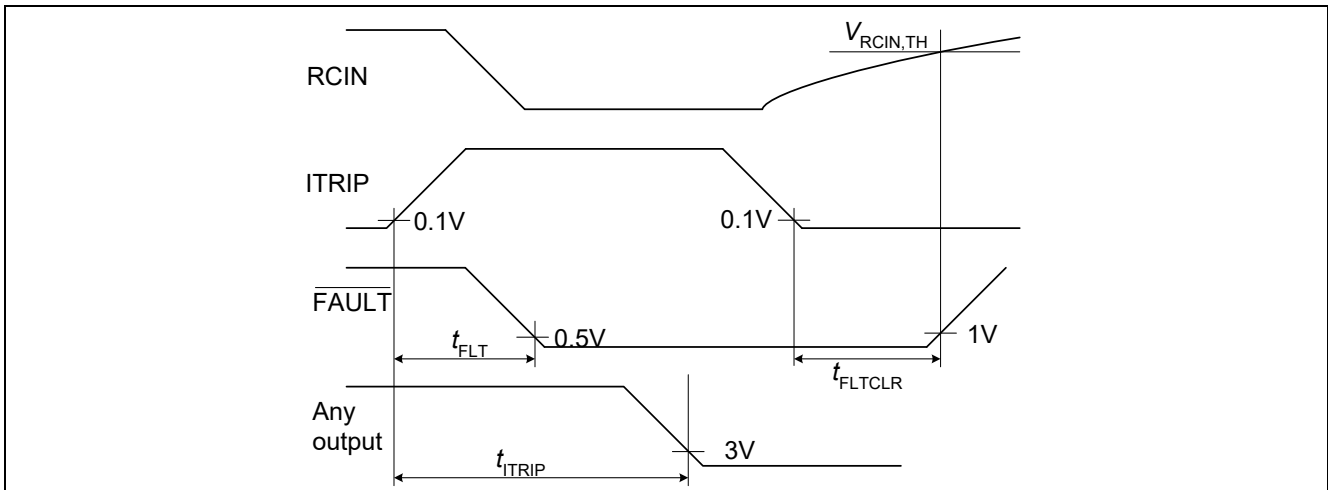 V_RCIN,TH
RCIN
ITRIP
0.1V
0.1V
FAULT
t_FLT
0.5V
1V
t_FLTCLR
Any
output
3V
t_ITRIP